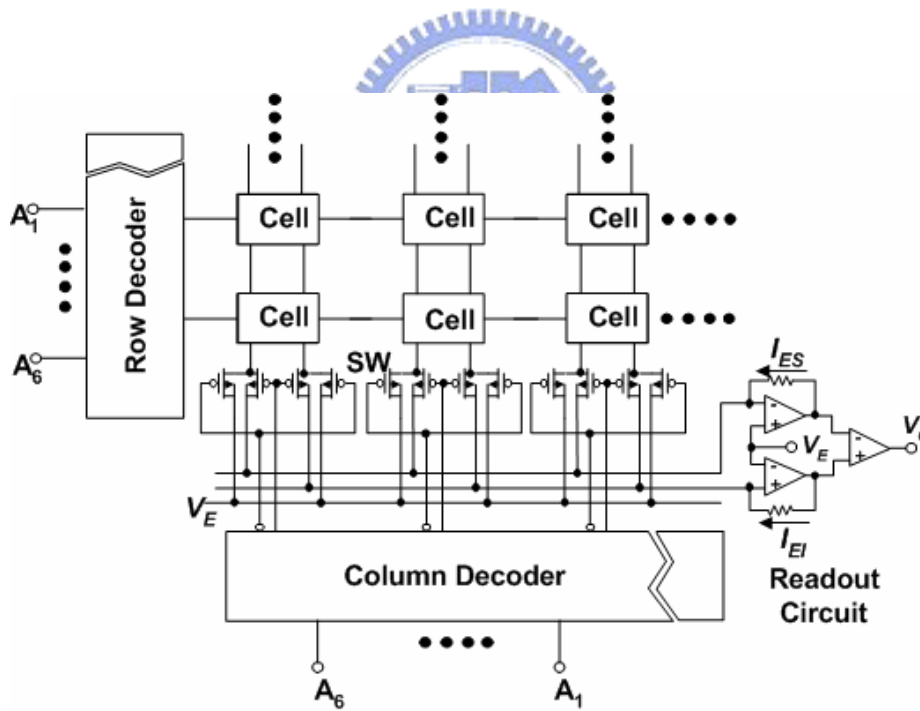 Cell
Cell
Cell
A1
Row Decoder
Cell
Cell
Cell
A6
SW
IES
VE
VE
IEI
Column Decoder
Readout
Circuit
A6
A1